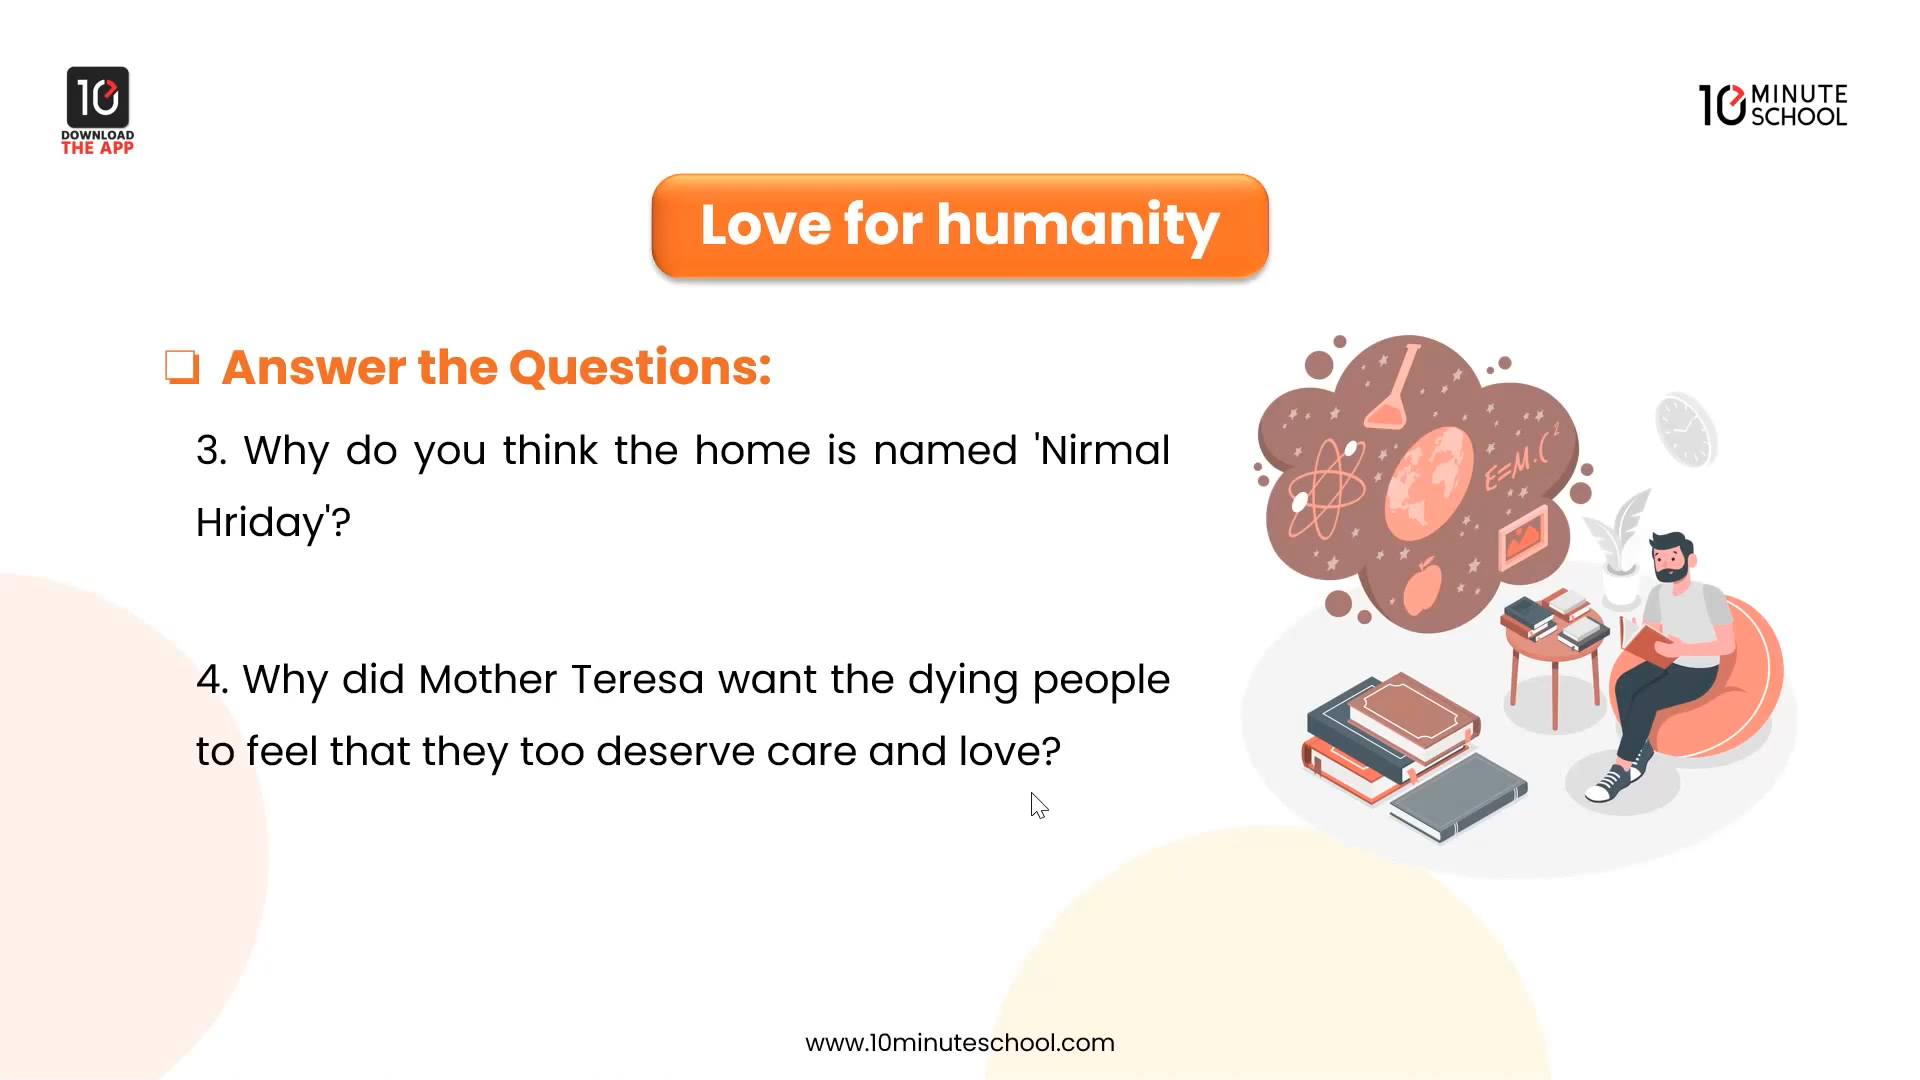 10
DOWNLOAD
THE APP
10 MINUTE
SCHOOL
Love for humanity
❏ Answer the Questions:
3. Why do you think the home is named 'Nirmal
Hriday'?
E=M.C²
4. Why did Mother Teresa want the dying people
to feel that they too deserve care and love?
www.10minuteschool.com